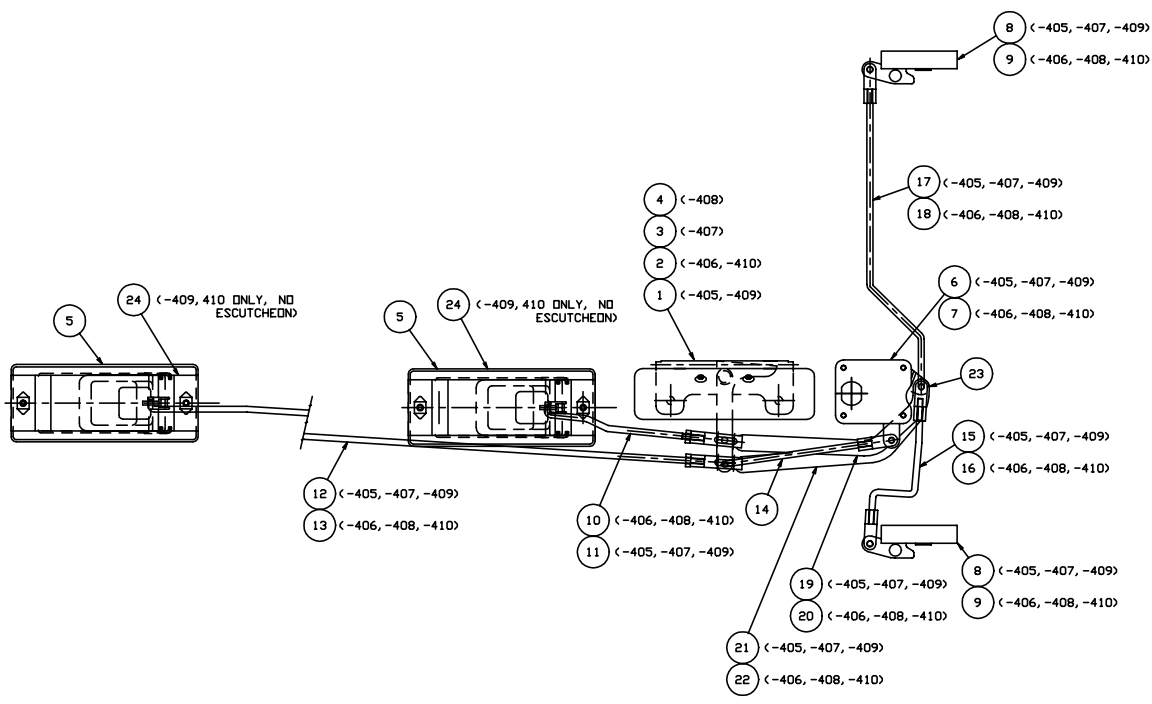 8 (-405, -407, -409)
9 (-406, -408, -410)
17 (-405, -407, -409)
18 (-406, -408, -410)
4 (-408)
3 (-407)
2 (-406, -410)
1 (-405, -409)
6 (-405, -407, -409)
7 (-406, -408, -410)
24 (-409, 410 ONLY, NO
ESCUTCHEON)
5
24 (-409, 410 ONLY, NO
ESCUTCHEON)
5
23
15 (-405, -407, -409)
16 (-406, -408, -410)
12 (-405, -407, -409)
13 (-406, -408, -410)
10 (-406, -408, -410)
11 (-405, -407, -409)
14
8 (-405, -407, -409)
9 (-406, -408, -410)
19 (-405, -407, -409)
20 (-406, -408, -410)
21 (-405, -407, -409)
22 (-406, -408, -410)